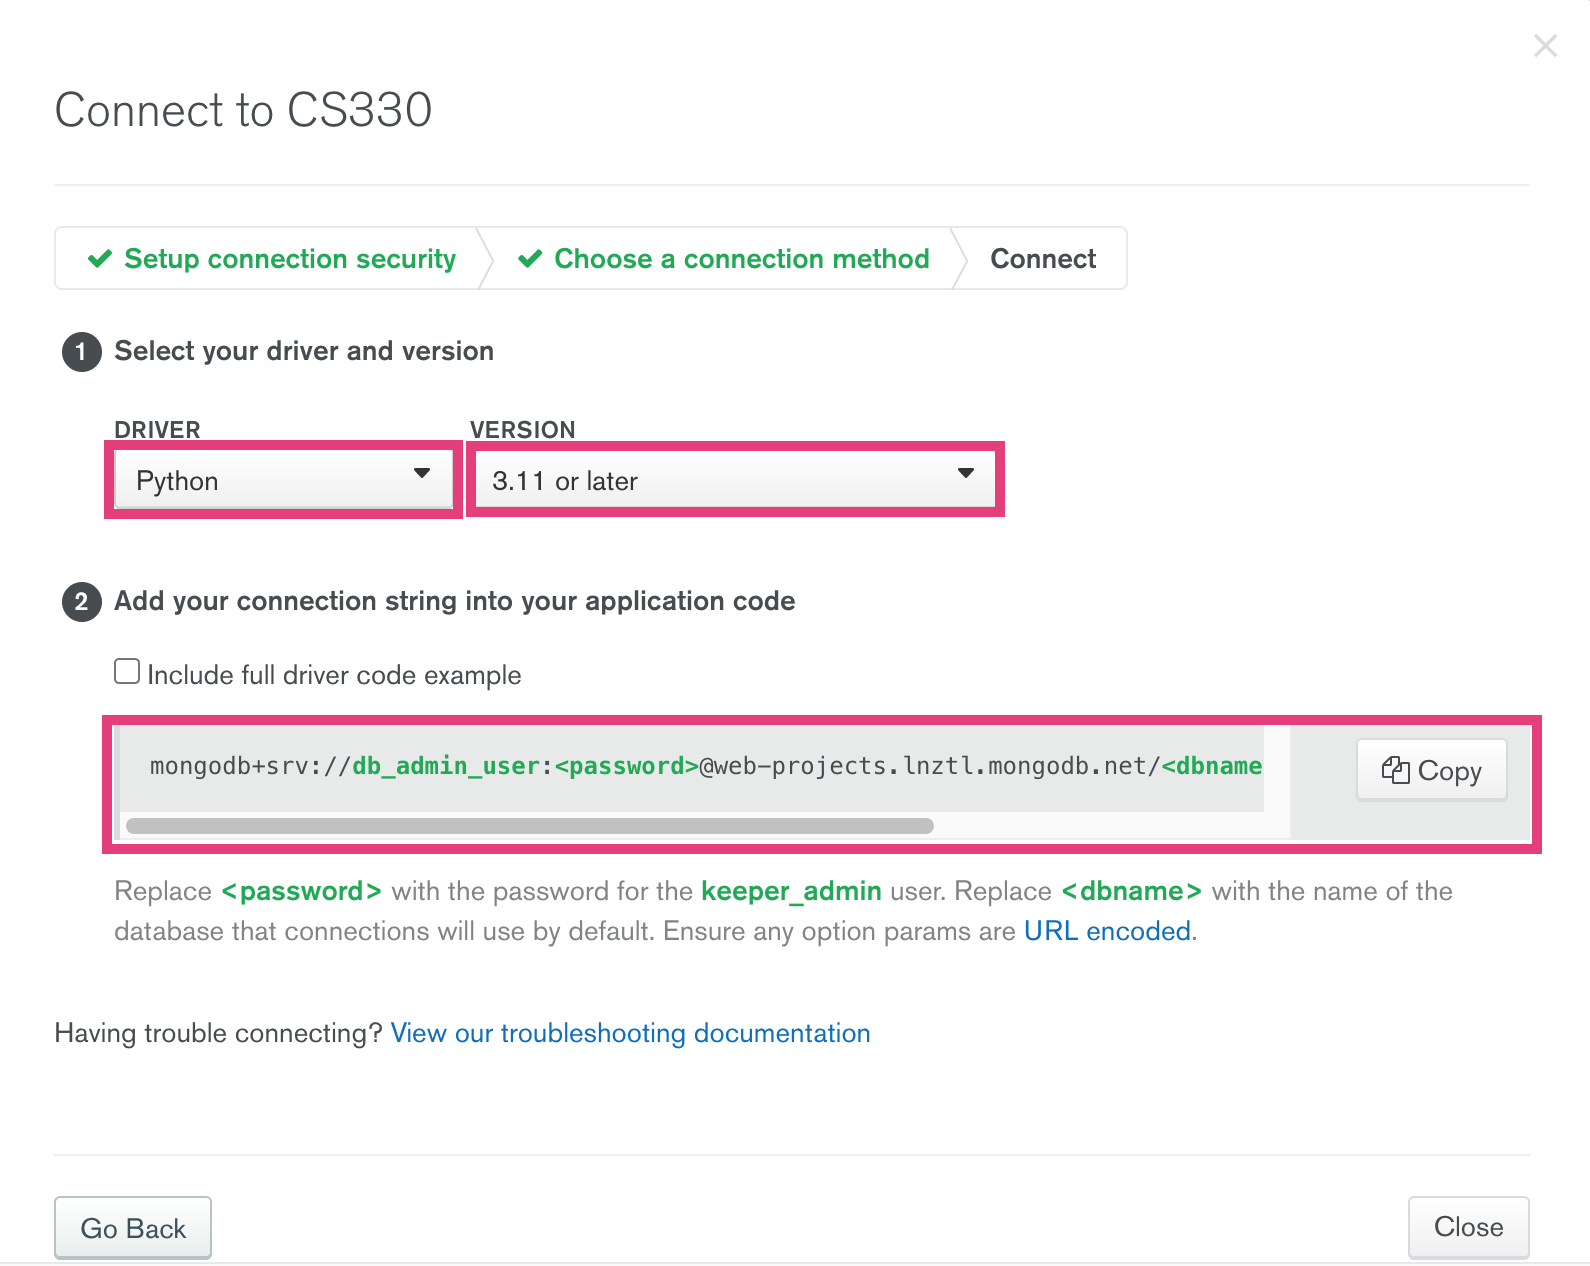 Connect to CS330
Setup connection security
Choose a connection method
Connect
1 Select your driver and version
DRIVER
VERSION
Python
3.11 or later
2 Add your connection string into your application code
Include full driver code example
mongodb+srv://db_admin_user:<password>@web-projects.lnztl.mongodb.net/<dbname
Copy
Replace <password> with the password for the keeper_admin user. Replace <dbname> with the name of the
database that connections will use by default. Ensure any option params are URL encoded.
Having trouble connecting? View our troubleshooting documentation
Go Back
Close